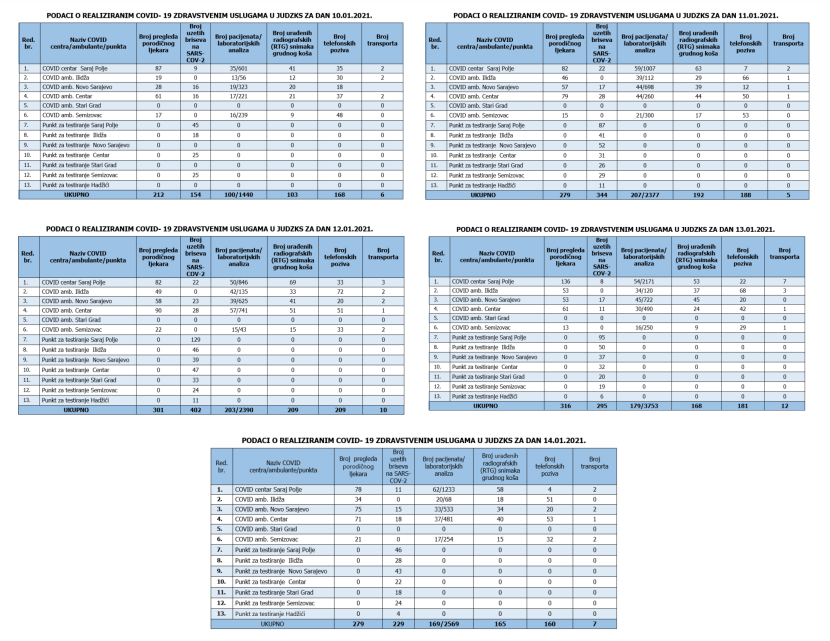 PODACI O REALIZIRANIM COVID- 19 ZDRAVSTVENIM USLUGAMA U JUDZKS ZA DAN 10.01.2021.
Red. br. Naziv COVID centra/ambulante/punkta Broj pregleda porodičnog ljekara Broj uzetih briseva na SARS-COV-2 Broj pacijenata/ laboratorijskih analiza Broj urađenih radiografskih (RTG) snimaka grudnog koša Broj telefonskih poziva Broj transporta
1. COVID centar Saraj Polje 87 9 35/601 41 35 2
2. COVID amb. Ilidža 19 0 13/56 12 30 2
3. COVID amb. Novo Sarajevo 28 16 19/323 20 18
4. COVID amb. Centar 61 16 17/221 21 37 2
5. COVID amb. Stari Grad 0 0 0 0 0 0
6. COVID amb. Semizovac 17 0 16/239 9 48 0
7. Punkt za testiranje Saraj Polje 0 45 0 0 0 0
8. Punkt za testiranje Ilidža 0 18 0 0 0 0
9. Punkt za testiranje Novo Sarajevo 0 0 0 0 0 0
10. Punkt za testiranje Centar 0 25 0 0 0 0
11. Punkt za testiranje Stari Grad 0 0 0 0 0 0
12. Punkt za testiranje Semizovac 0 25 0 0 0 0
13. Punkt za testiranje Hadžići 0 0 0 0 0 0
UKUPNO 212 154 100/1440 103 168 6
PODACI O REALIZIRANIM COVID- 19 ZDRAVSTVENIM USLUGAMA U JUDZKS ZA DAN 11.01.2021.
Red. br. Naziv COVID centra/ambulante/punkta Broj pregleda porodičnog ljekara Broj uzetih briseva na SARS-COV-2 Broj pacijenata/ laboratorijskih analiza Broj urađenih radiografskih (RTG) snimaka grudnog koša Broj telefonskih poziva Broj transporta
1. COVID centar Saraj Polje 82 22 59/1007 63 7 2
2. COVID amb. Ilidža 46 0 39/112 29 66 1
3. COVID amb. Novo Sarajevo 57 17 44/698 39 12 1
4. COVID amb. Centar 79 28 44/260 44 50 1
5. COVID amb. Stari Grad 0 0 0 0 0 0
6. COVID amb. Semizovac 15 0 21/300 17 53 0
7. Punkt za testiranje Saraj Polje 0 87 0 0 0 0
8. Punkt za testiranje Ilidža 0 41 0 0 0 0
9. Punkt za testiranje Novo Sarajevo 0 52 0 0 0 0
10. Punkt za testiranje Centar 0 31 0 0 0 0
11. Punkt za testiranje Stari Grad 0 26 0 0 0 0
12. Punkt za testiranje Semizovac 0 29 0 0 0 0
13. Punkt za testiranje Hadžići 0 11 0 0 0 0
UKUPNO 279 344 207/2377 192 188 5
PODACI O REALIZIRANIM COVID- 19 ZDRAVSTVENIM USLUGAMA U JUDZKS ZA DAN 12.01.2021.
Red. br. Naziv COVID centra/ambulante/punkta Broj pregleda porodičnog ljekara Broj uzetih briseva na SARS-COV-2 Broj pacijenata/ laboratorijskih analiza Broj urađenih radiografskih (RTG) snimaka grudnog koša Broj telefonskih poziva Broj transporta
1. COVID centar Saraj Polje 82 22 50/846 69 33 3
2. COVID amb. Ilidža 49 0 42/135 33 72 2
3. COVID amb. Novo Sarajevo 58 23 39/625 41 20 2
4. COVID amb. Centar 90 28 57/741 51 51 1
5. COVID amb. Stari Grad 0 0 0 0 0 0
6. COVID amb. Semizovac 22 0 15/43 15 33 2
7. Punkt za testiranje Saraj Polje 0 129 0 0 0 0
8. Punkt za testiranje Ilidža 0 46 0 0 0 0
9. Punkt za testiranje Novo Sarajevo 0 39 0 0 0 0
10. Punkt za testiranje Centar 0 47 0 0 0 0
11. Punkt za testiranje Stari Grad 0 33 0 0 0 0
12. Punkt za testiranje Semizovac 0 24 0 0 0 0
13. Punkt za testiranje Hadžići 0 11 0 0 0 0
UKUPNO 301 402 203/2390 209 209 10
PODACI O REALIZIRANIM COVID- 19 ZDRAVSTVENIM USLUGAMA U JUDZKS ZA DAN 13.01.2021.
Red. br. Naziv COVID centra/ambulante/punkta Broj pregleda porodičnog ljekara Broj uzetih briseva na SARS-COV-2 Broj pacijenata/ laboratorijskih analiza Broj urađenih radiografskih (RTG) snimaka grudnog koša Broj telefonskih poziva Broj transporta
1. COVID centar Saraj Polje 136 8 54/2171 53 22 7
2. COVID amb. Ilidža 53 0 34/120 37 68 3
3. COVID amb. Novo Sarajevo 53 17 45/722 45 20 0
4. COVID amb. Centar 61 11 30/490 24 42 1
5. COVID amb. Stari Grad 0 0 0 0 0 0
6. COVID amb. Semizovac 13 0 16/250 9 29 1
7. Punkt za testiranje Saraj Polje 0 95 0 0 0 0
8. Punkt za testiranje Ilidža 0 50 0 0 0 0
9. Punkt za testiranje Novo Sarajevo 0 37 0 0 0 0
10. Punkt za testiranje Centar 0 32 0 0 0 0
11. Punkt za testiranje Stari Grad 0 20 0 0 0 0
12. Punkt za testiranje Semizovac 0 19 0 0 0 0
13. Punkt za testiranje Hadžići 0 6 0 0 0 0
UKUPNO 316 295 179/3753 168 181 12
PODACI O REALIZIRANIM COVID- 19 ZDRAVSTVENIM USLUGAMA U JUDZKS ZA DAN 14.01.2021.
Red. br. Naziv COVID centra/ambulante/punkta Broj pregleda porodičnog ljekara Broj uzetih briseva na SARS-COV-2 Broj pacijenata/ laboratorijskih analiza Broj urađenih radiografskih (RTG) snimaka grudnog koša Broj telefonskih poziva Broj transporta
1. COVID centar Saraj Polje 78 11 62/1233 58 4 2
2. COVID amb. Ilidža 34 0 20/68 18 51 0
3. COVID amb. Novo Sarajevo 75 15 33/533 34 20 2
4. COVID amb. Centar 71 18 37/481 40 53 1
5. COVID amb. Stari Grad 0 0 0 0 0 0
6. COVID amb. Semizovac 21 0 17/254 15 32 2
7. Punkt za testiranje Saraj Polje 0 46 0 0 0 0
8. Punkt za testiranje Ilidža 0 28 0 0 0 0
9. Punkt za testiranje Novo Sarajevo 0 43 0 0 0 0
10. Punkt za testiranje Centar 0 22 0 0 0 0
11. Punkt za testiranje Stari Grad 0 18 0 0 0 0
12. Punkt za testiranje Semizovac 0 24 0 0 0 0
13. Punkt za testiranje Hadžići 0 4 0 0 0 0
UKUPNO 279 229 169/2569 165 160 7